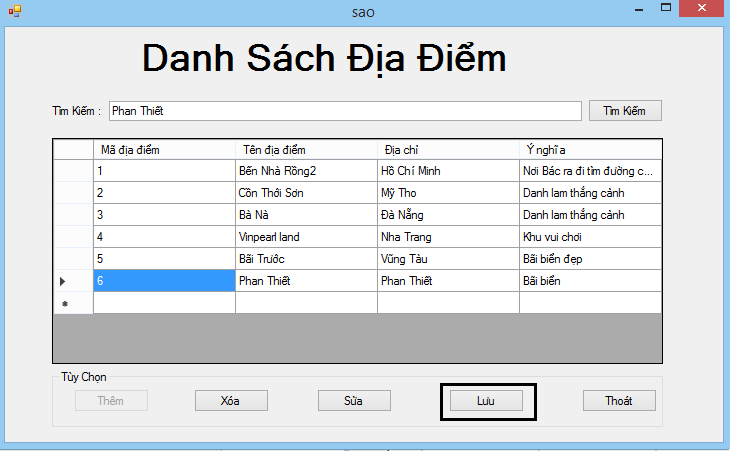 sao
Danh Sách Địa Điểm
Tìm Kiếm : Phan Thiết Tìm Kiếm
Mã địa điểm Tên địa điểm Địa chỉ Ý nghĩa
1 Bến Nhà Rồng2 Hồ Chí Minh Nơi Bác ra đi tìm đường c...
2 Cồn Thới Sơn Mỹ Tho Danh lam thắng cảnh
3 Bà Nà Đà Nẵng Danh lam thắng cảnh
4 Vinpearl land Nha Trang Khu vui chơi
5 Bãi Trước Vũng Tàu Bãi biển đẹp
6 Phan Thiết Phan Thiết Bãi biển
Tùy Chọn
Thêm Xóa Sửa Lưu Thoát